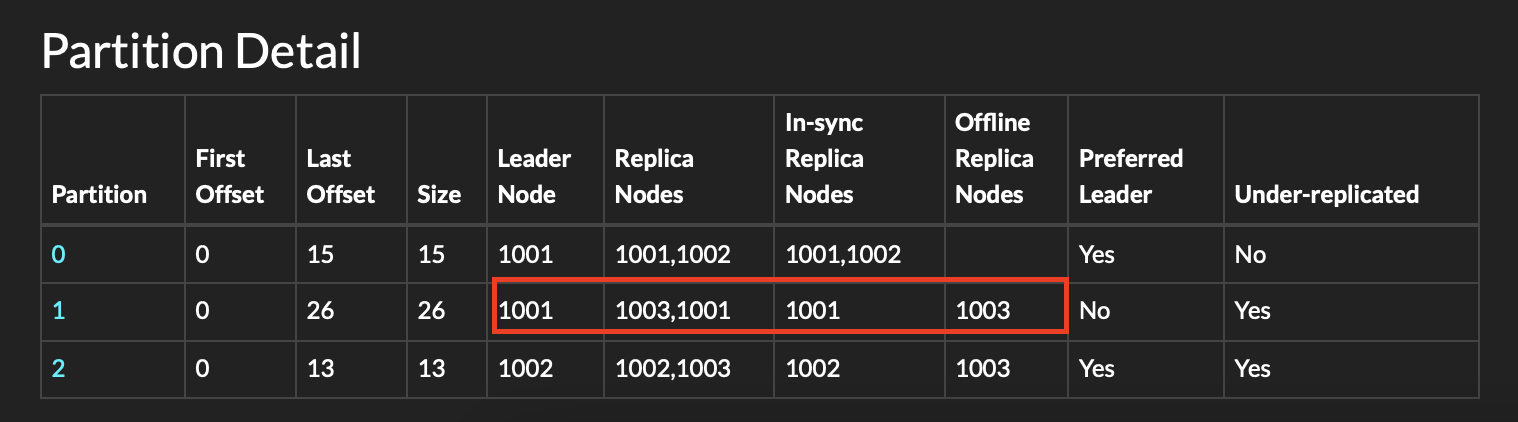 Partition Detail
Partition First Offset Last Offset Size Leader Node Replica Nodes In-sync Replica Nodes Offline Replica Nodes Preferred Leader Under-replicated
0 0 15 15 1001 1001,1002 1001,1002 Yes No
1 0 26 26 1001 1003,1001 1001 1003 No Yes
2 0 13 13 1002 1002,1003 1002 1003 Yes Yes